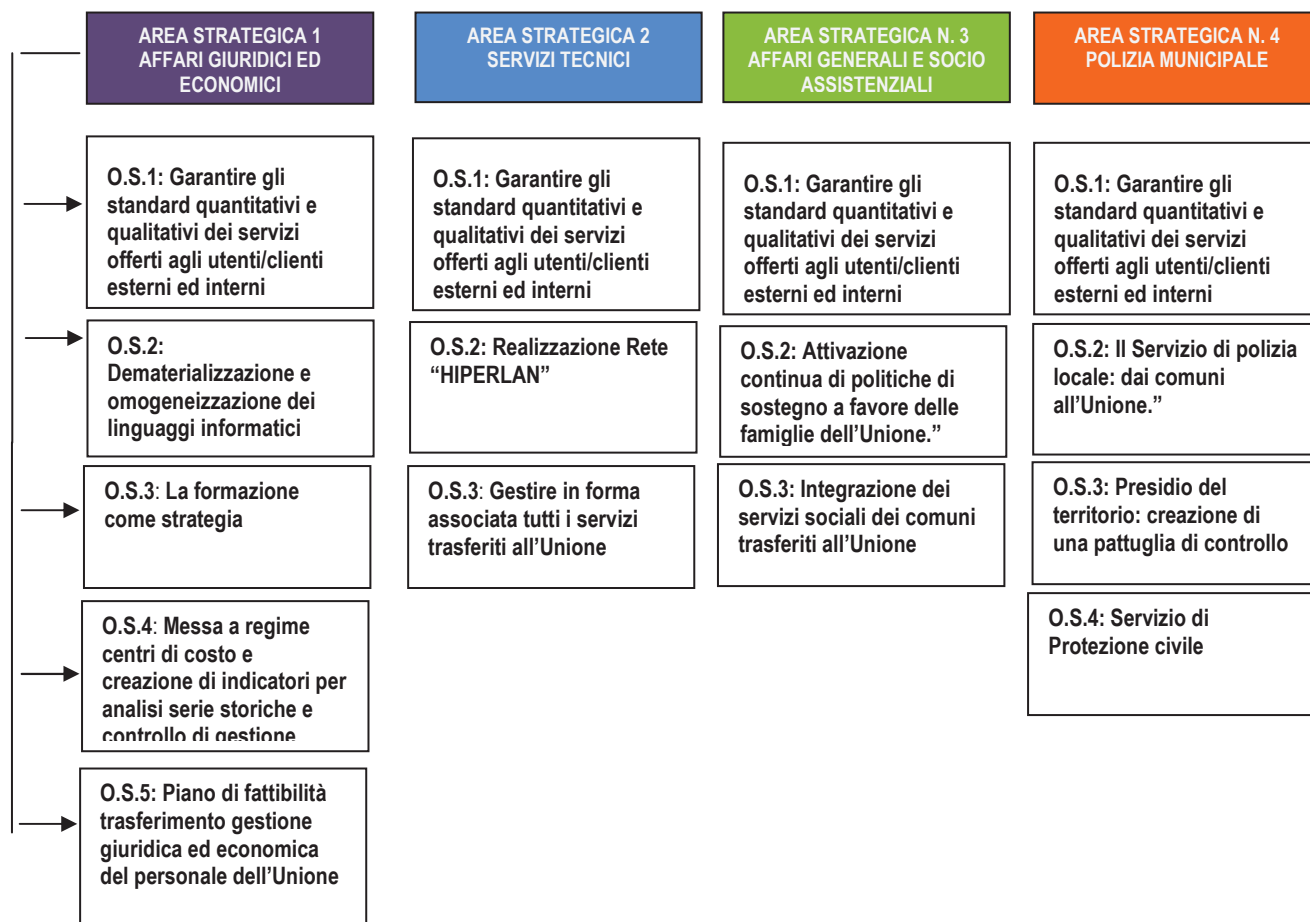 AREA STRATEGICA 1
AFFARI GIURIDICI ED
ECONOMICI
AREA STRATEGICA 2
SERVIZI TECNICI
AREA STRATEGICA N. 3
AFFARI GENERALI E SOCIO
ASSISTENZIALI
AREA STRATEGICA N. 4
POLIZIA MUNICIPALE
O.S.1: Garantire gli
standard quantitativi e
qualitativi dei servizi
offerti agli utenti/clienti
esterni ed interni
O.S.1: Garantire gli
standard quantitativi e
qualitativi dei servizi
offerti agli utenti/clienti
esterni ed interni
O.S.1: Garantire gli
standard quantitativi e
qualitativi dei servizi
offerti agli utenti/clienti
esterni ed interni
O.S.1: Garantire gli
standard quantitativi e
qualitativi dei servizi
offerti agli utenti/clienti
esterni ed interni
O.S.2:
Dematerializzazione e
omogeneizzazione dei
linguaggi informatici
O.S.2: Realizzazione Rete
“HIPERLAN”
O.S.2: Attivazione
continua di politiche di
sostegno a favore delle
famiglie dell’Unione.”
O.S.2: Il Servizio di polizia
locale: dai comuni
all’Unione.”
O.S.3: La formazione
come strategia
O.S.3: Gestire in forma
associata tutti i servizi
trasferiti all’Unione
O.S.3: Integrazione dei
servizi sociali dei comuni
trasferiti all’Unione
O.S.3: Presidio del
territorio: creazione di
una pattuglia di controllo
O.S.4: Messa a regime
centri di costo e
creazione di indicatori per
analisi serie storiche e
controllo di gestione
O.S.4: Servizio di
Protezione civile
O.S.5: Piano di fattibilità
trasferimento gestione
giuridica ed economica
del personale dell’Unione